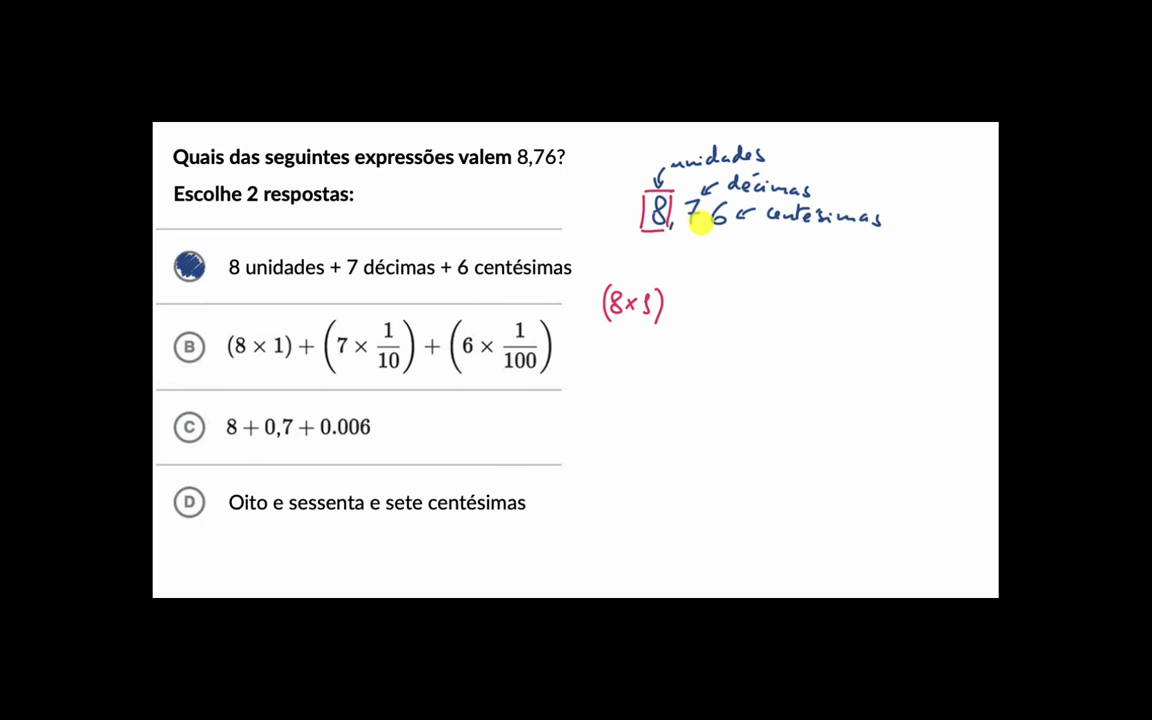 Quais das seguintes expressões valem 8,76?
Escolhe 2 respostas:
8 unidades + 7 décimas + 6 centésimas
B (8 × 1) + (7 × 1/10) + (6 × 1/100)
C 8 + 0,7 + 0.006
D Oito e sessenta e sete centésimas
unidades
décimas
8,76 centésimas
(8×1)